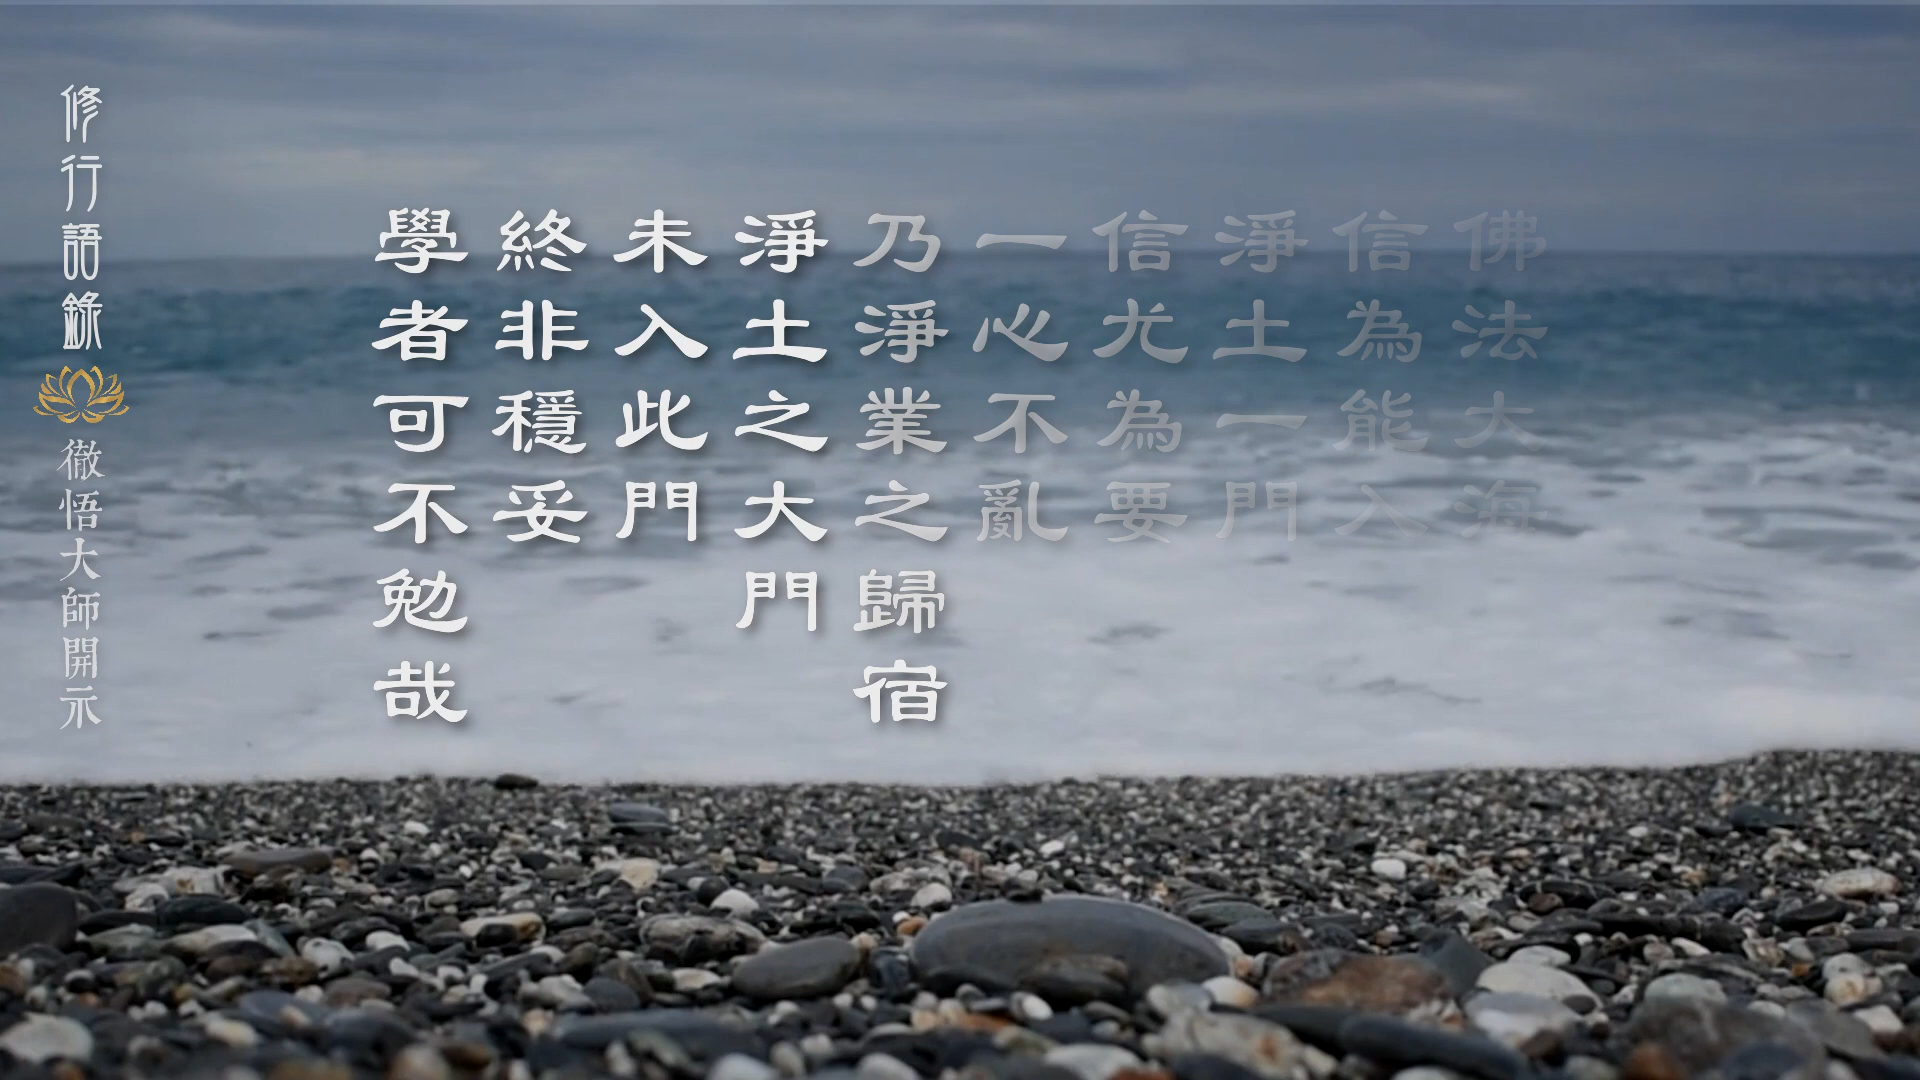 佛法大海
信為能入
淨土一門
信尤為要
一心不亂
乃淨業之歸宿
淨土之大門
未入此門
終非穩妥
學者可不勉哉
修行語錄
徹悟大師開示